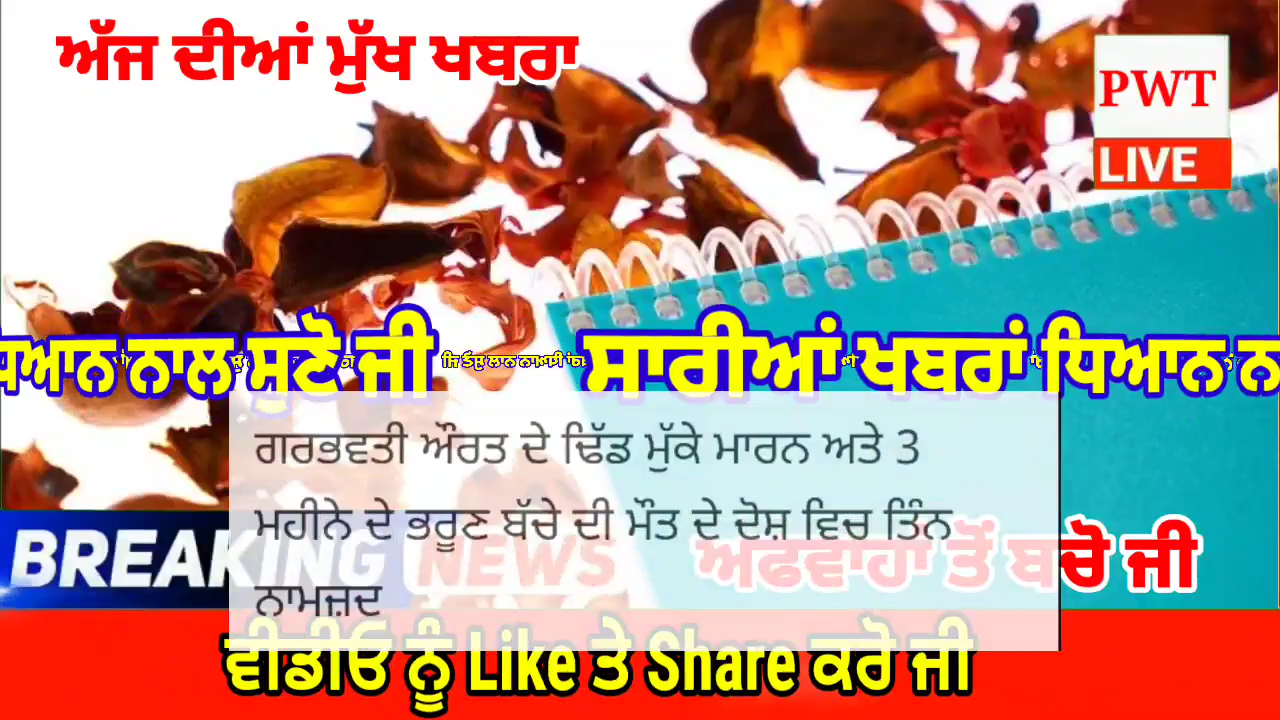 ਅੱਜ ਦੀਆਂ ਮੁੱਖ ਖਬਰਾ
PWT
LIVE
ਧਿਆਨ ਨਾਲ ਸੁਣੋ ਜੀ ਸਾਰੀਆਂ ਖਬਰਾਂ ਧਿਆਨ
ਗਰਭਵਤੀ ਔਰਤ ਦੇ ਢਿੱਡ ਮੁੱਕੇ ਮਾਰਨ ਅਤੇ 3
ਮਹੀਨੇ ਦੇ ਭਰੂਣ ਬੱਚੇ ਦੀ ਮੌਤ ਦੇ ਦੋਸ਼ ਵਿਚ ਤਿੰਨ
ਨਾਮਜ਼ਦ
BREAKING NEWS
ਅਫਵਾਹਾਂ ਤੋਂ ਬਚੋ ਜੀ
ਵੀਡੀਓ ਨੂੰ Like ਤੇ Share ਕਰੋ ਜੀ